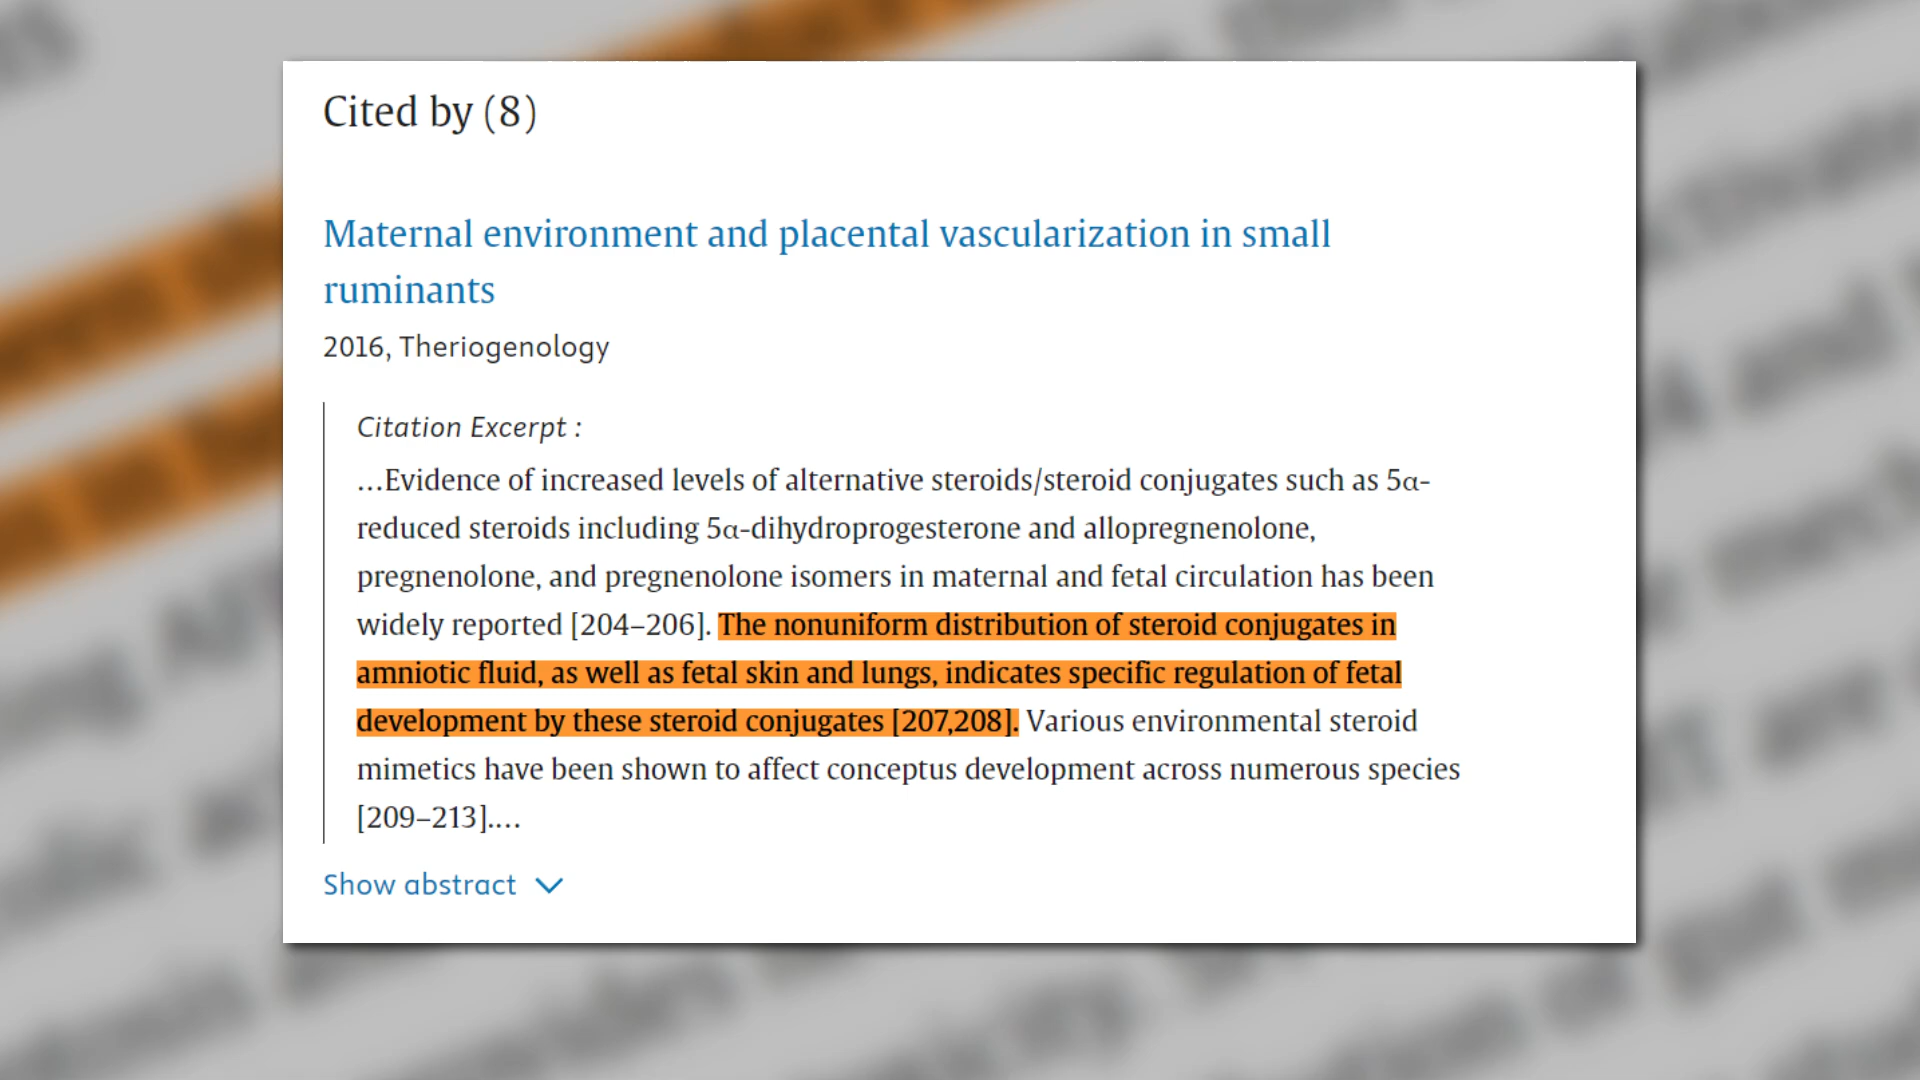 Cited by (8)
Maternal environment and placental vascularization in small
ruminants
2016, Theriogenology
Citation Excerpt :
...Evidence of increased levels of alternative steroids/steroid conjugates such as 5α-
reduced steroids including 5α-dihydroprogesterone and allopregnenolone,
pregnenolone, and pregnenolone isomers in maternal and fetal circulation has been
widely reported [204–206]. The nonuniform distribution of steroid conjugates in
amniotic fluid, as well as fetal skin and lungs, indicates specific regulation of fetal
development by these steroid conjugates [207,208]. Various environmental steroid
mimetics have been shown to affect conceptus development across numerous species
[209–213]....
Show abstract